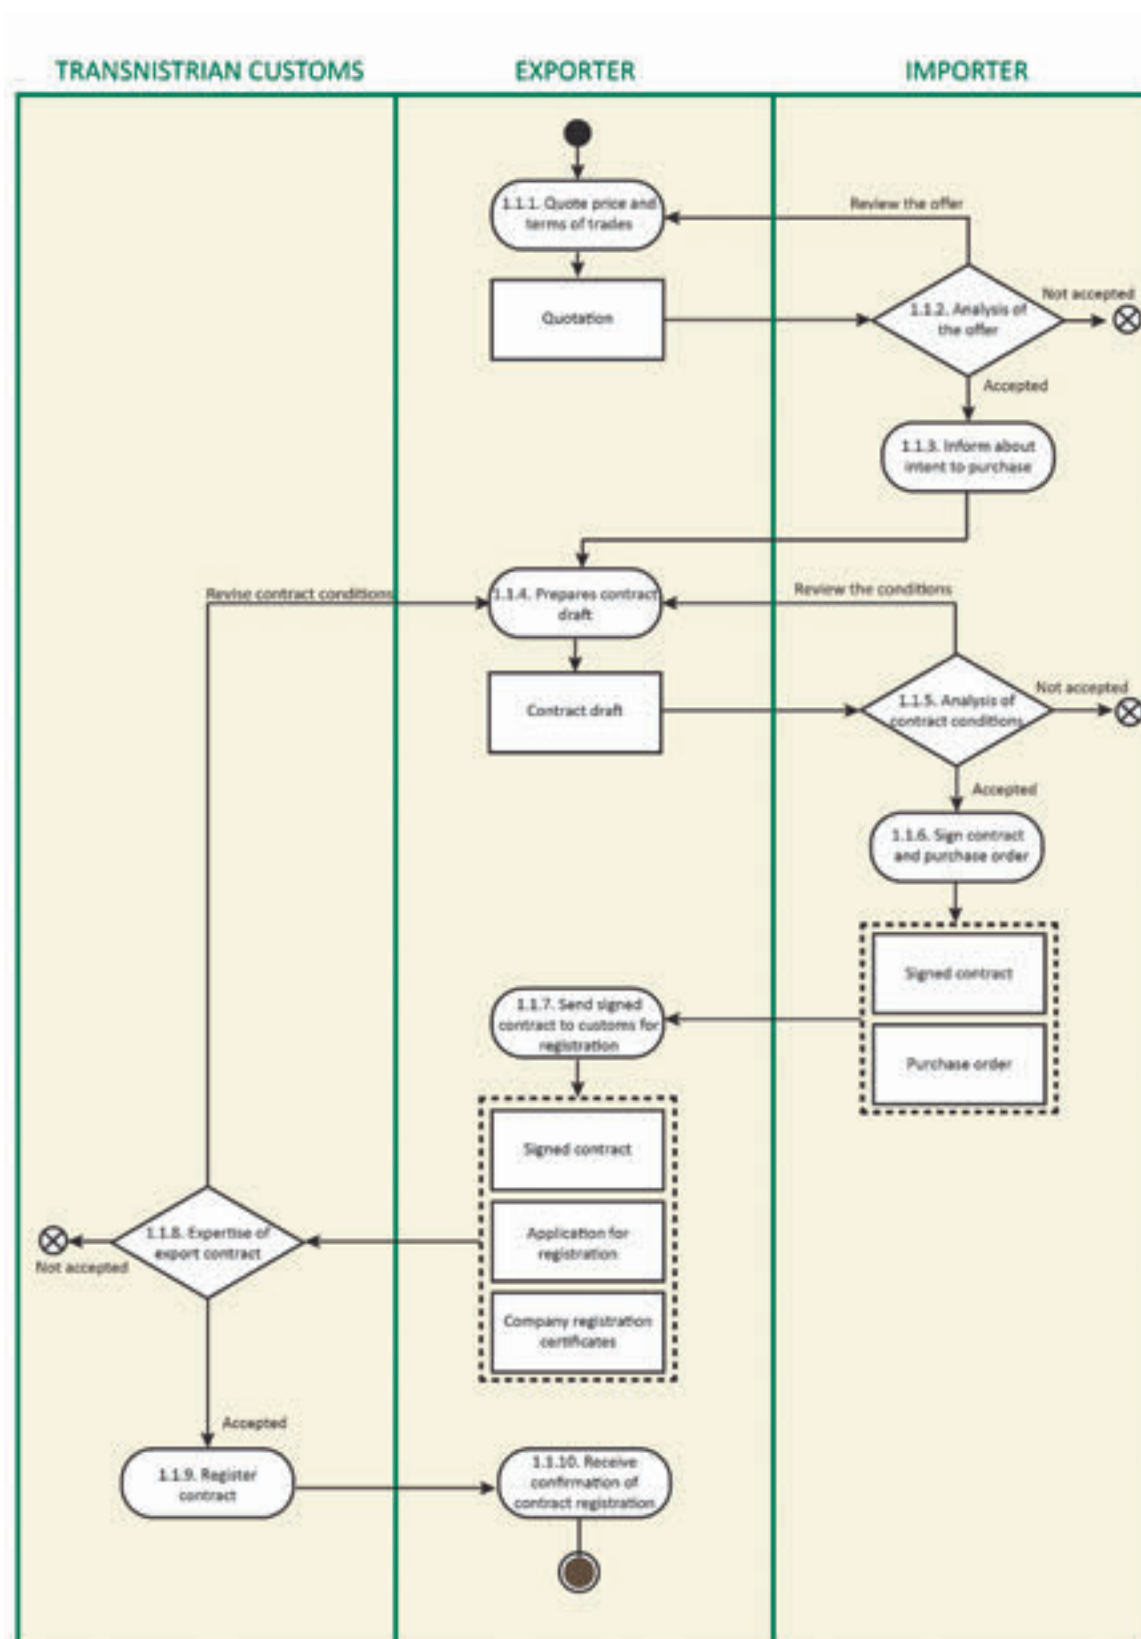 TRANSNISTRIAN CUSTOMS
EXPORTER
IMPORTER
1.1.1. Quote price and
terms of trades
Review the offer
Quotation
1.1.2. Analysis of
the offer
Not accepted
Accepted
1.1.3. Inform about
intent to purchase
Revise contract conditions
1.1.4. Prepares contract
draft
Review the conditions
Contract draft
1.1.5. Analysis of
contract conditions
Not accepted
Accepted
1.1.6. Sign contract
and purchase order
Signed contract
Purchase order
1.1.7. Send signed
contract to customs for
registration
Signed contract
Application for
registration
Company registration
certificates
1.1.8. Expertise of
export contract
Not accepted
Accepted
1.1.9. Register
contract
1.1.10. Receive
confirmation of
contract registration